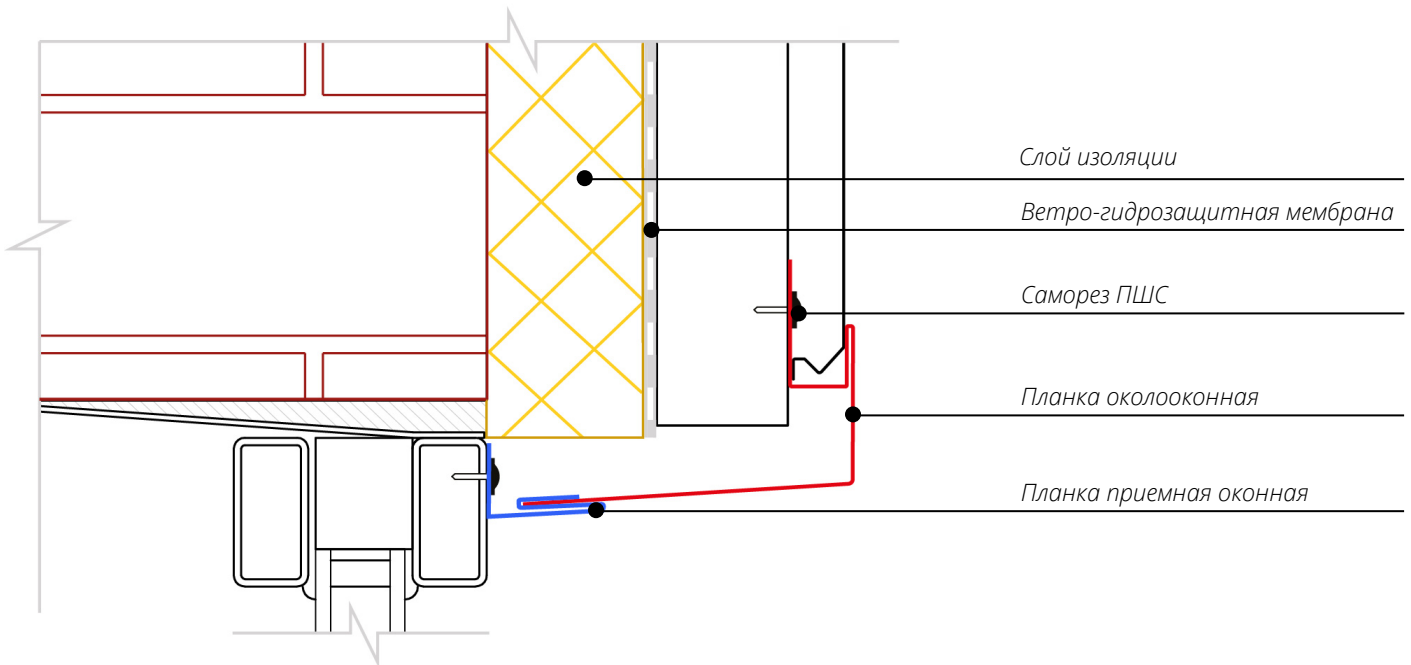 Слой изоляции
Ветро-гидрозащитная мембрана
Саморез ПШС
Планка околооконная
Планка приемная оконная